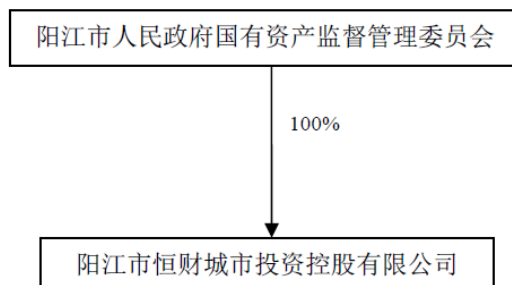 阳江市人民政府国有资产监督管理委员会
100%
阳江市恒财城市投资控股有限公司